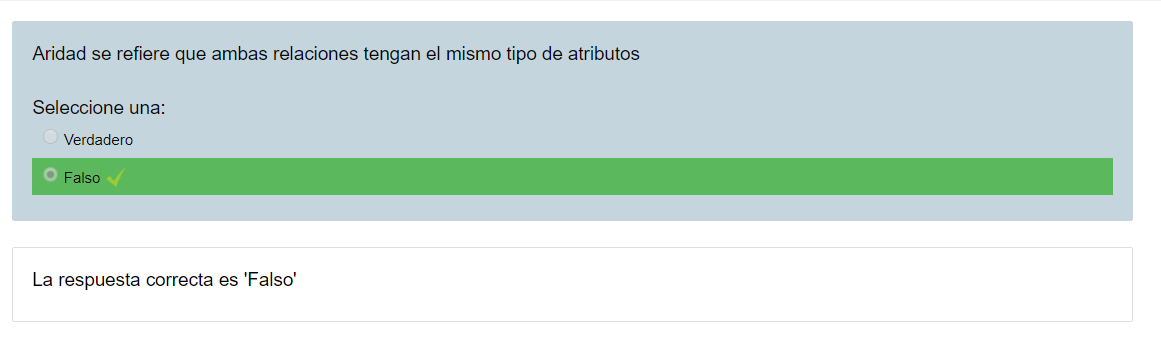 Aridad se refiere que ambas relaciones tengan el mismo tipo de atributos
Seleccione una:
Verdadero
Falso
La respuesta correcta es 'Falso'